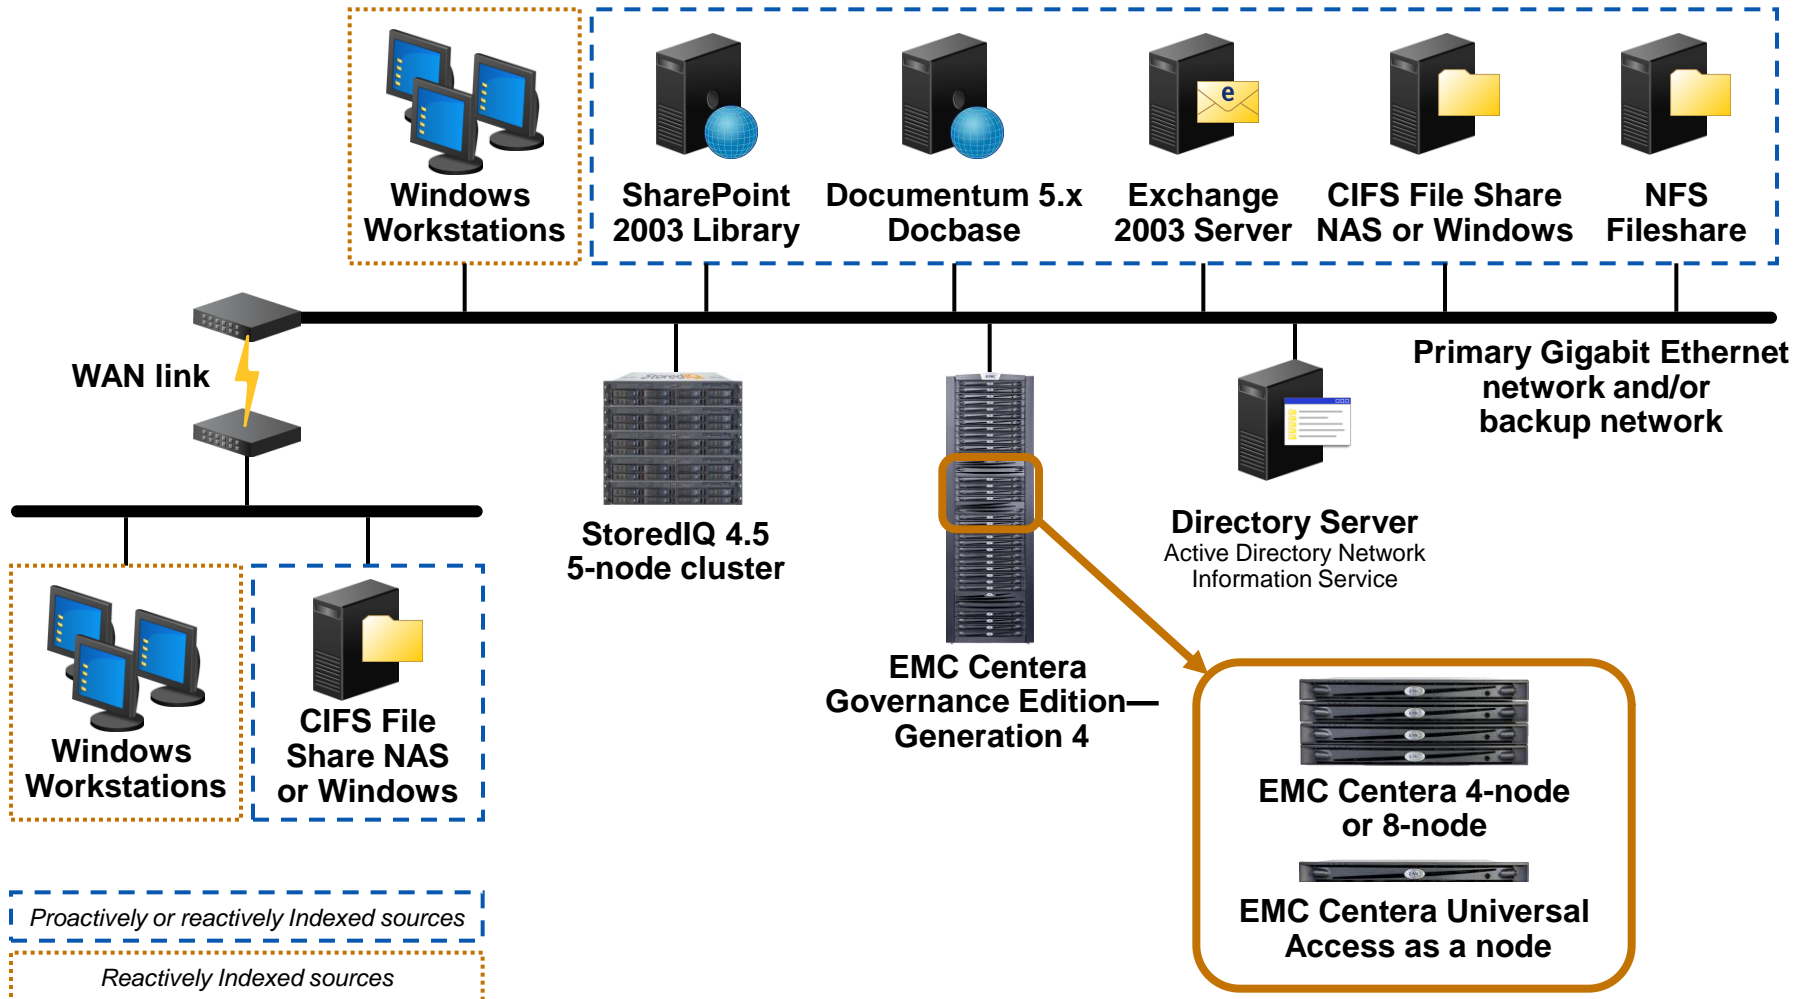 Windows
Workstations
SharePoint
2003 Library
Documentum 5.x
Docbase
e
Exchange
2003 Server
CIFS File Share
NAS or Windows
NFS
Fileshare
WAN link
Primary Gigabit Ethernet
network and/or
backup network
StoredIQ
StoredIQ 4.5
5-node cluster
EMC Centera
Governance Edition—
Generation 4
Directory Server
Active Directory Network
Information Service
Windows
Workstations
CIFS File
Share NAS
or Windows
EMC
EMC Centera 4-node
or 8-node
EMC
EMC Centera Universal
Access as a node
Proactively or reactively Indexed sources
Reactively Indexed sources